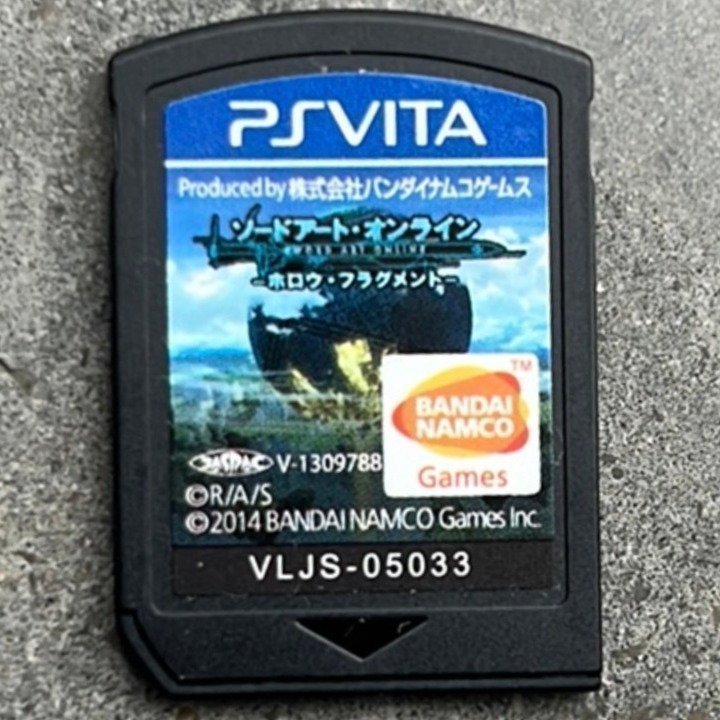 PSVITA
Produced by 株式会社バンダイナムコゲームス
ソードアート・オンライン
SWORD ART ONLINE
－ホロウ・フラグメント－
TM
BANDAI
NAMCO
Games
V-1309788
©R/A/S
©2014 BANDAI NAMCO Games Inc.
VLJS-05033